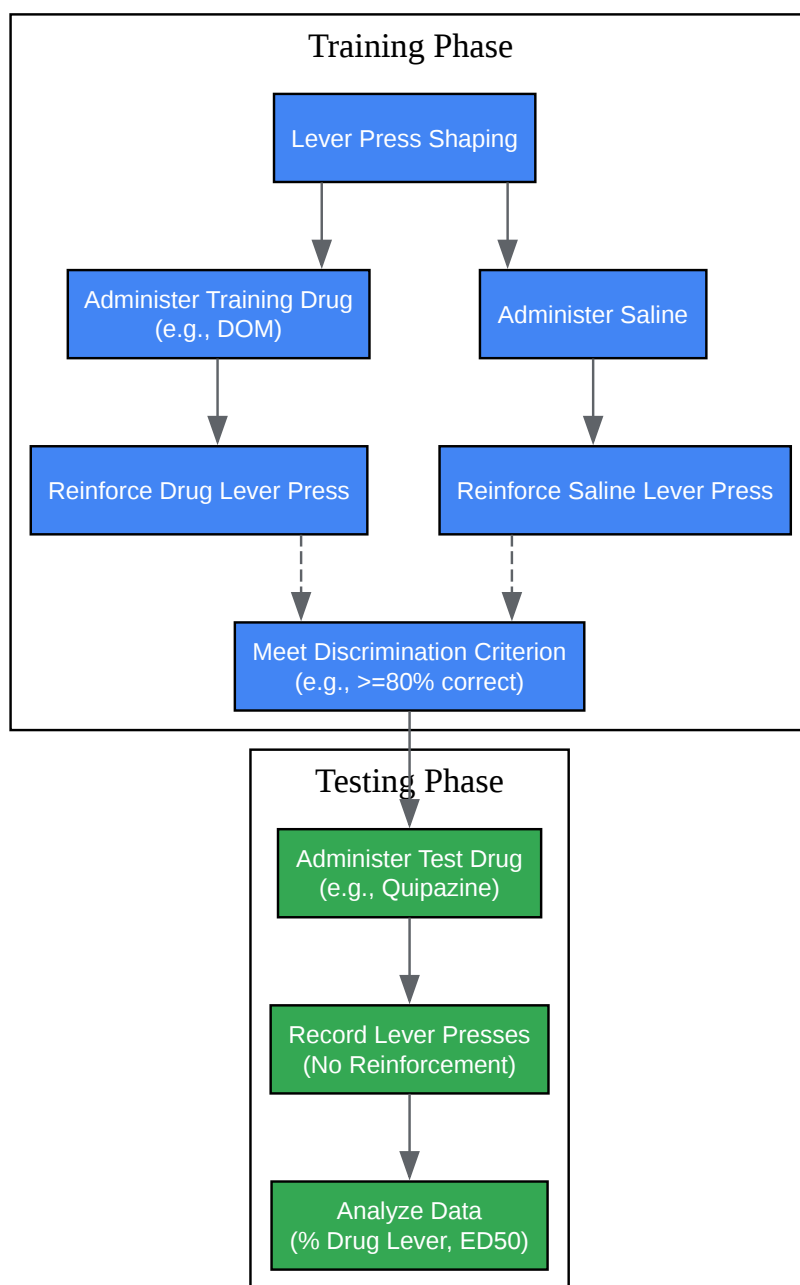 Training Phase
Lever Press Shaping
Administer Training Drug
(e.g., DOM)
Administer Saline
Reinforce Drug Lever Press
Reinforce Saline Lever Press
Meet Discrimination Criterion
(e.g., >=80% correct)
Testing Phase
Administer Test Drug
(e.g., Quipazine)
Record Lever Presses
(No Reinforcement)
Analyze Data
(% Drug Lever, ED50)